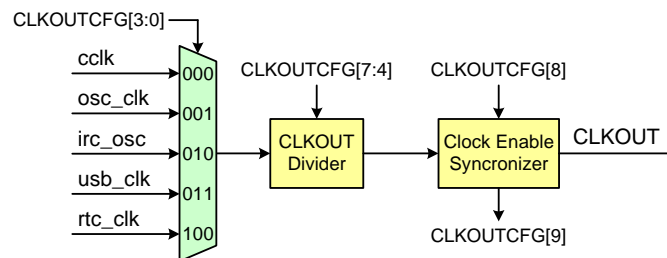 CLKOUTCFG[3:0]
cclk
000
CLKOUTCFG[7:4]
CLKOUTCFG[8]
osc_clk
001
irc_osc
010
CLKOUT
Divider
Clock Enable
Syncronizer
CLKOUT
usb_clk
011
rtc_clk
100
CLKOUTCFG[9]